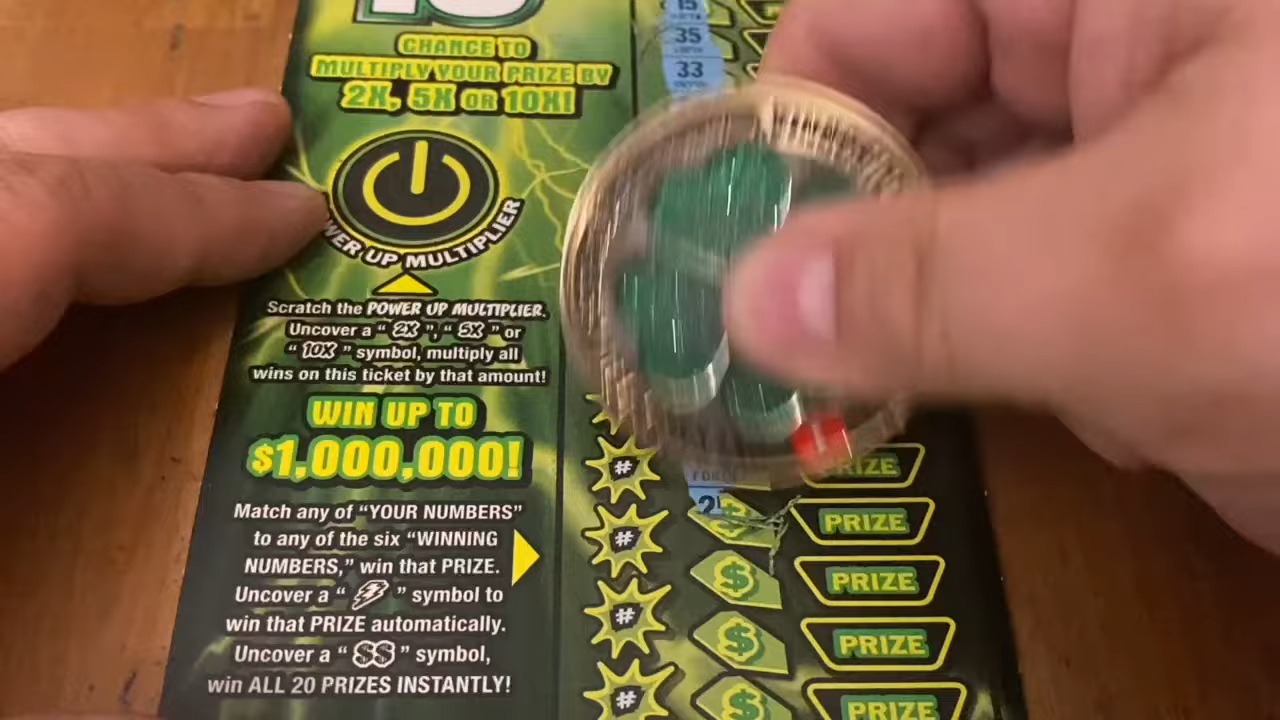 CHANCE TO
MULTIPLY YOUR PRIZE BY
2X, 5X OR 10X!
POWER UP MULTIPLIER
Scratch the POWER UP MULTIPLIER.
Uncover a "2X", "5X" or
"10X" symbol, multiply all
wins on this ticket by that amount!
WIN UP TO
$1,000,000!
Match any of "YOUR NUMBERS"
to any of the six "WINNING
NUMBERS," win that PRIZE.
Uncover a " " symbol to
win that PRIZE automatically.
Uncover a "$$" symbol,
win ALL 20 PRIZES INSTANTLY!
15
35
33
# PRIZE
# $ PRIZE
$ PRIZE
# $ PRIZE
# $ PRIZE